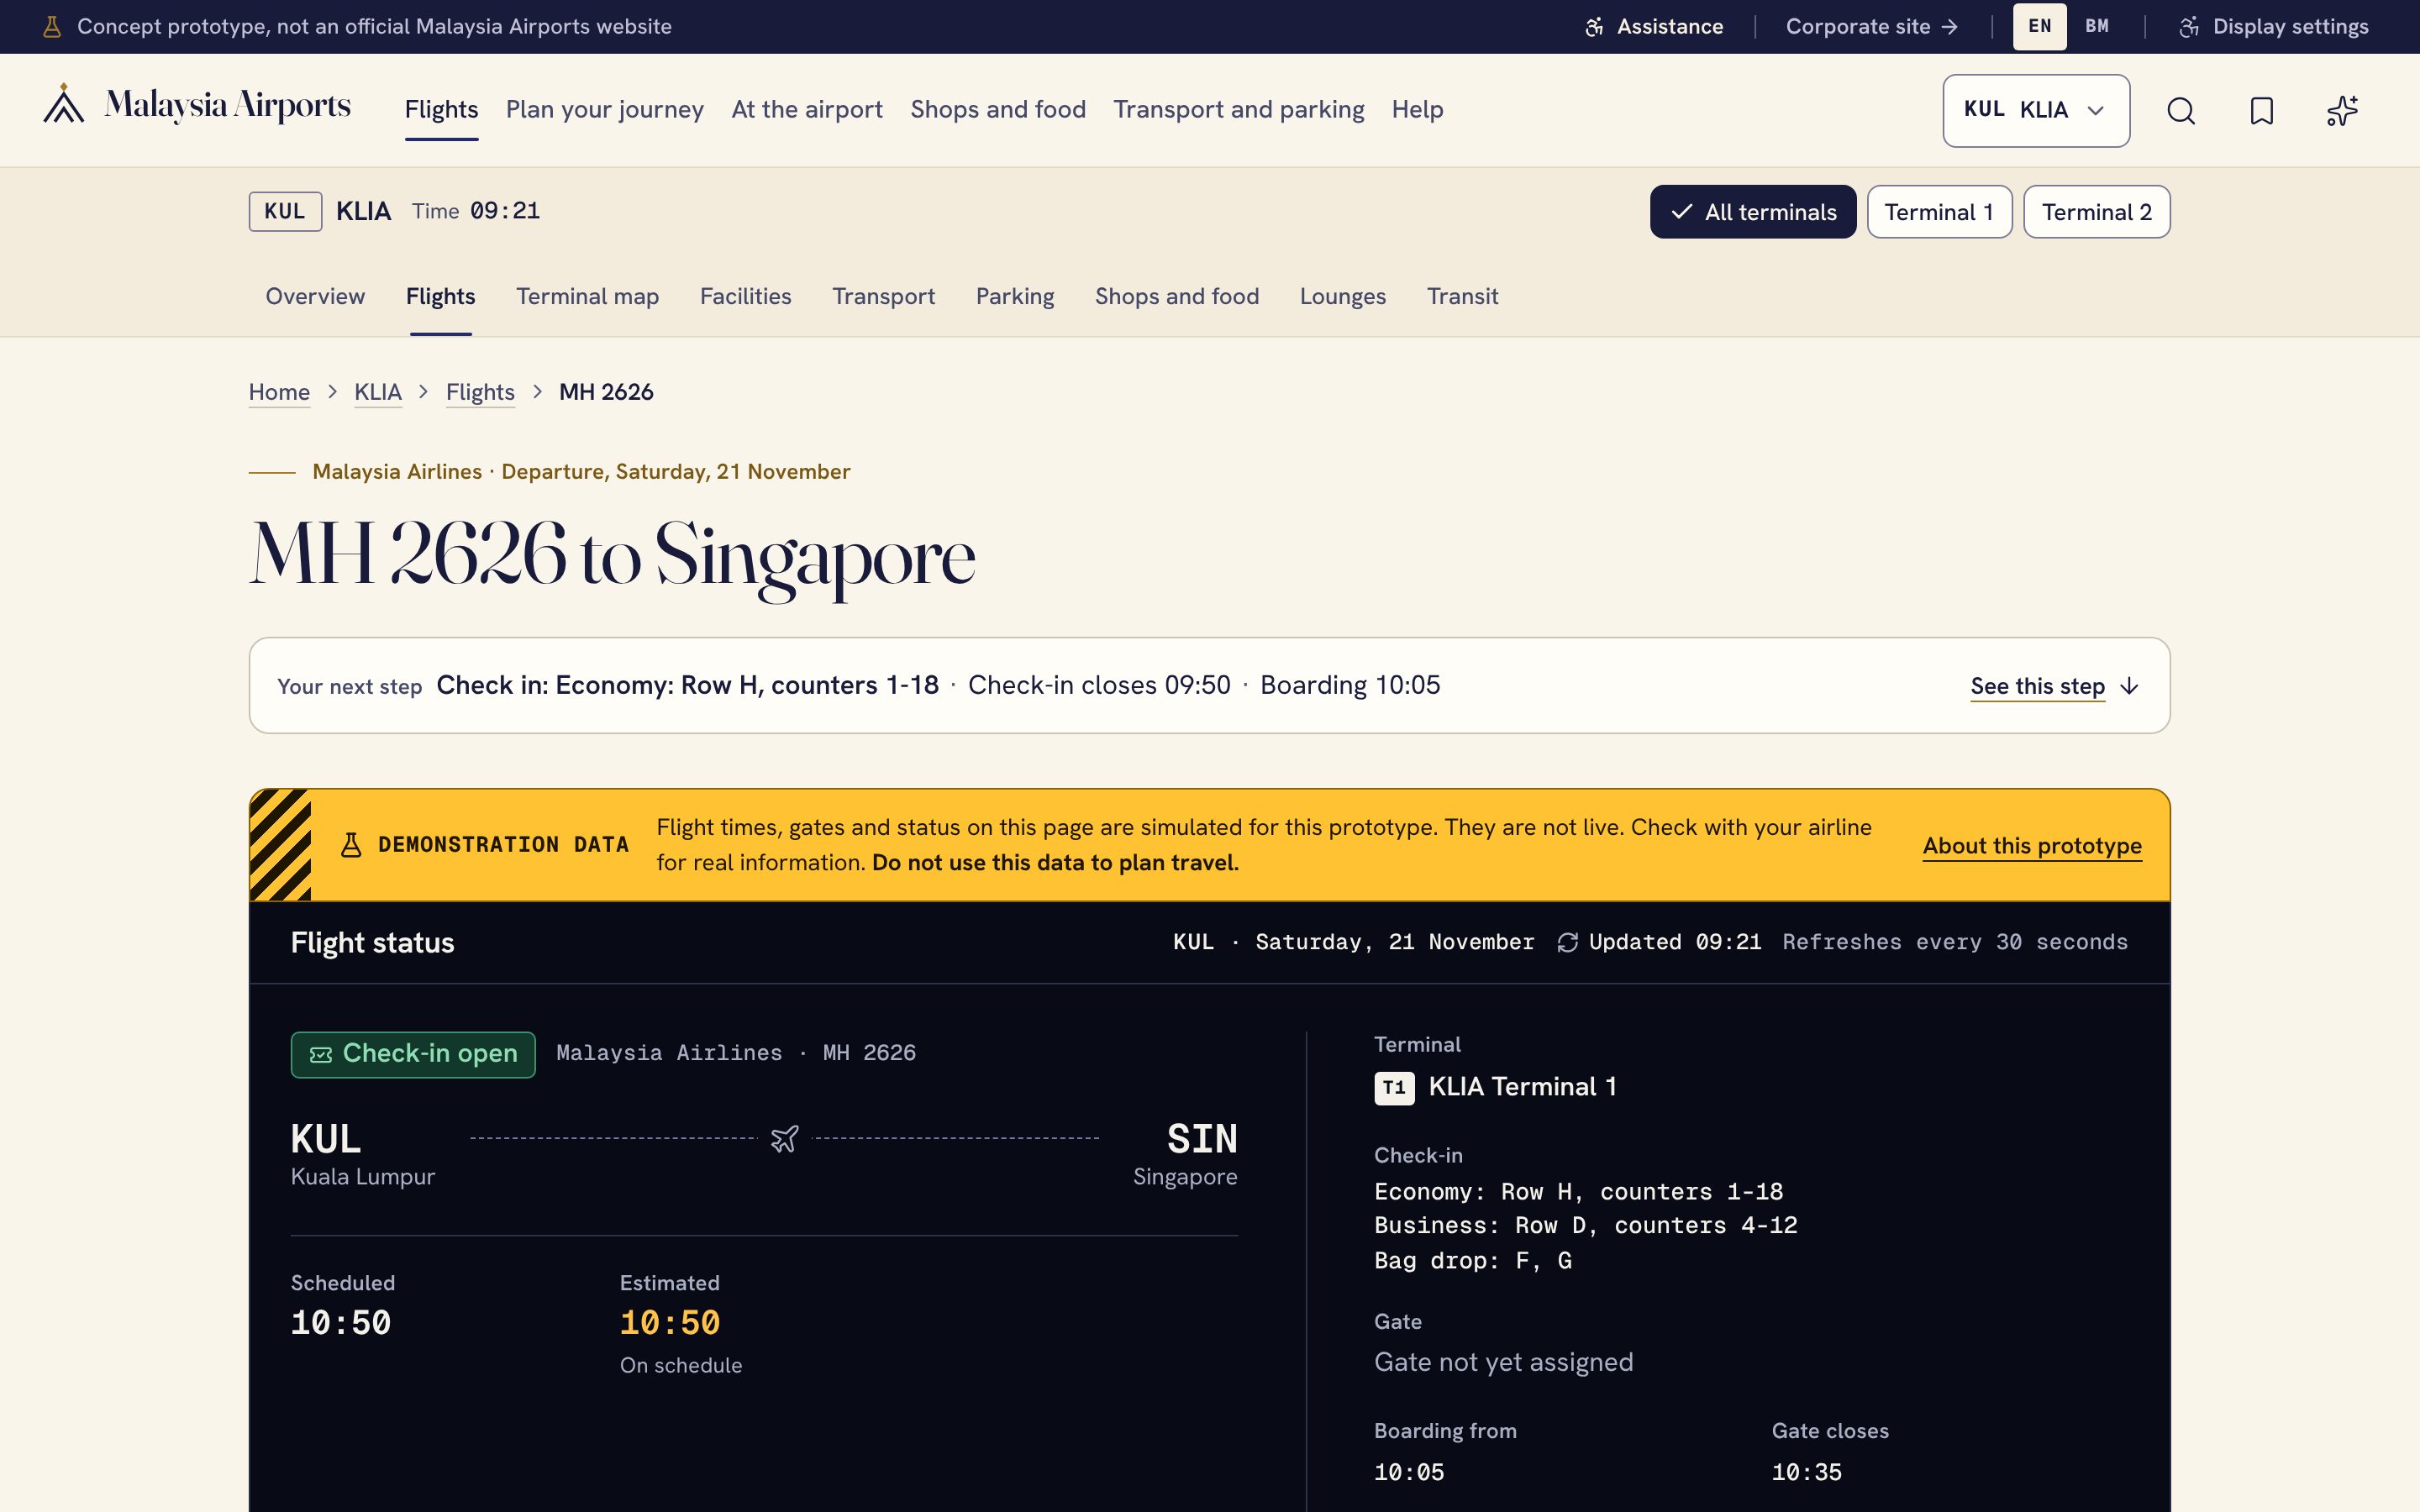 Concept prototype, not an official Malaysia Airports website
Assistance
Corporate site →
EN
BM
Display settings
Malaysia Airports
Flights
Plan your journey
At the airport
Shops and food
Transport and parking
Help
KUL KLIA
KUL KLIA Time 09:21
All terminals
Terminal 1
Terminal 2
Overview
Flights
Terminal map
Facilities
Transport
Parking
Shops and food
Lounges
Transit
Home > KLIA > Flights > MH 2626
Malaysia Airlines · Departure, Saturday, 21 November
MH 2626 to Singapore
Your next step Check in: Economy: Row H, counters 1-18 · Check-in closes 09:50 · Boarding 10:05
See this step ↓
DEMONSTRATION DATA
Flight times, gates and status on this page are simulated for this prototype. They are not live. Check with your airline
for real information. Do not use this data to plan travel.
About this prototype
Flight status
KUL · Saturday, 21 November
Updated 09:21
Refreshes every 30 seconds
Check-in open
Malaysia Airlines · MH 2626
KUL
Kuala Lumpur
SIN
Singapore
Scheduled
10:50
Estimated
10:50
On schedule
Terminal
T1 KLIA Terminal 1
Check-in
Economy: Row H, counters 1-18
Business: Row D, counters 4-12
Bag drop: F, G
Gate
Gate not yet assigned
Boarding from
10:05
Gate closes
10:35